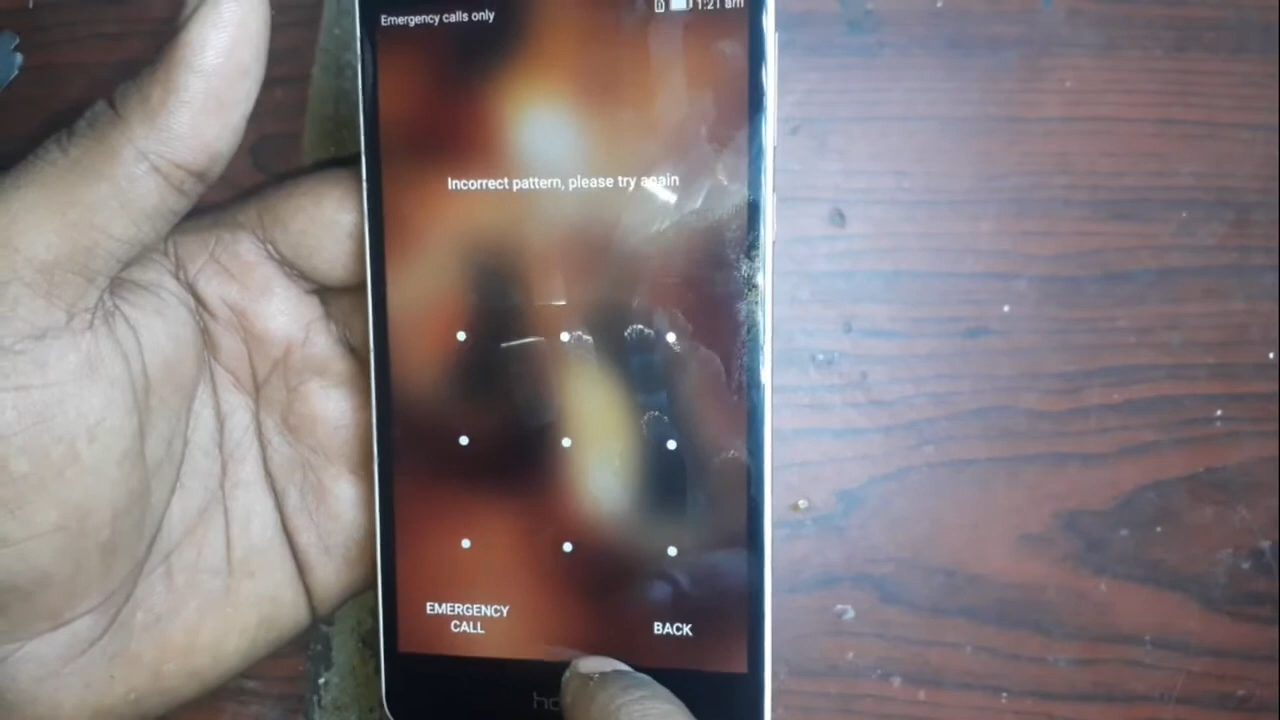 Emergency calls only
1:21 am
Incorrect pattern, please try again
EMERGENCY
CALL
BACK